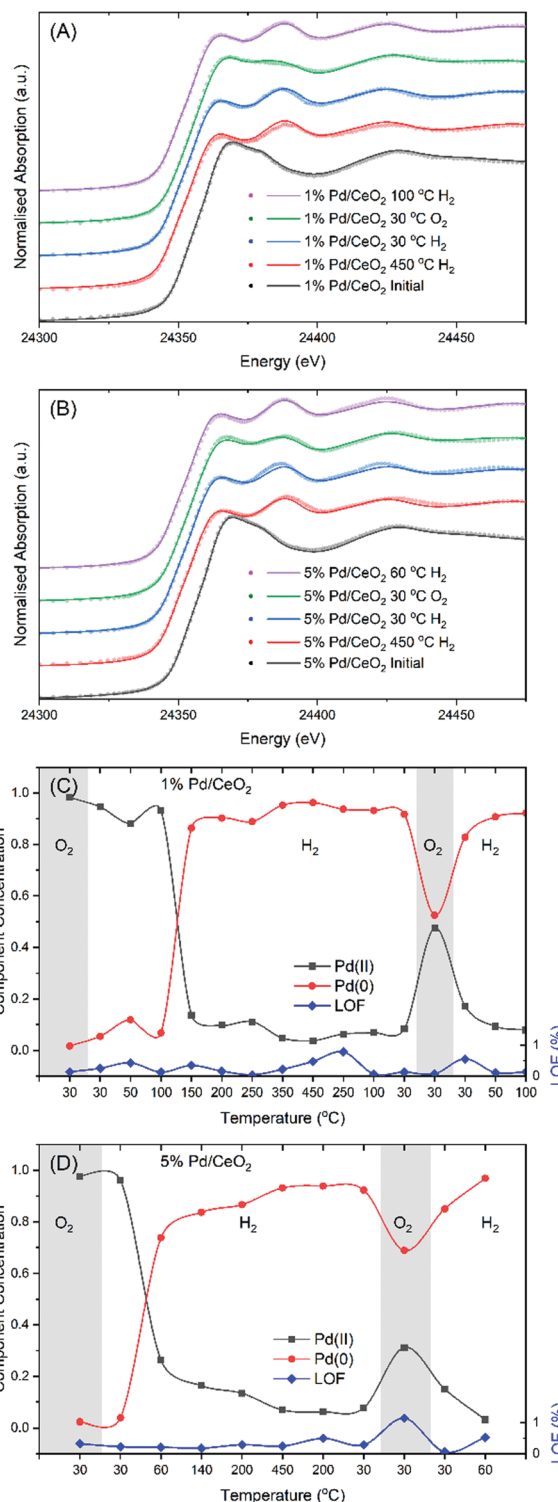 (A)
Normalised Absorption (a.u.)
1% Pd/CeO₂ 100 °C H₂
1% Pd/CeO₂ 30 °C O₂
1% Pd/CeO₂ 30 °C H₂
1% Pd/CeO₂ 450 °C H₂
1% Pd/CeO₂ Initial
24300 24350 24400 24450
Energy (eV)
(B)
Normalised Absorption (a.u.)
5% Pd/CeO₂ 60 °C H₂
5% Pd/CeO₂ 30 °C O₂
5% Pd/CeO₂ 30 °C H₂
5% Pd/CeO₂ 450 °C H₂
5% Pd/CeO₂ Initial
24300 24350 24400 24450
Energy (eV)
(C) 1% Pd/CeO₂
Component Concentration
1.0
0.8
0.6
0.4
0.2
0.0
O₂ H₂ O₂ H₂
Pd(II)
Pd(0)
LOF
1
0
LOF (%)
30 30 50 100 150 200 250 350 450 250 100 30 30 30 50 100
Temperature (°C)
(D) 5% Pd/CeO₂
Component Concentration
1.0
0.8
0.6
0.4
0.2
0.0
O₂ H₂ O₂ H₂
Pd(II)
Pd(0)
LOF
1
0
LOF (%)
30 30 60 140 200 450 200 30 30 30 60
Temperature (°C)